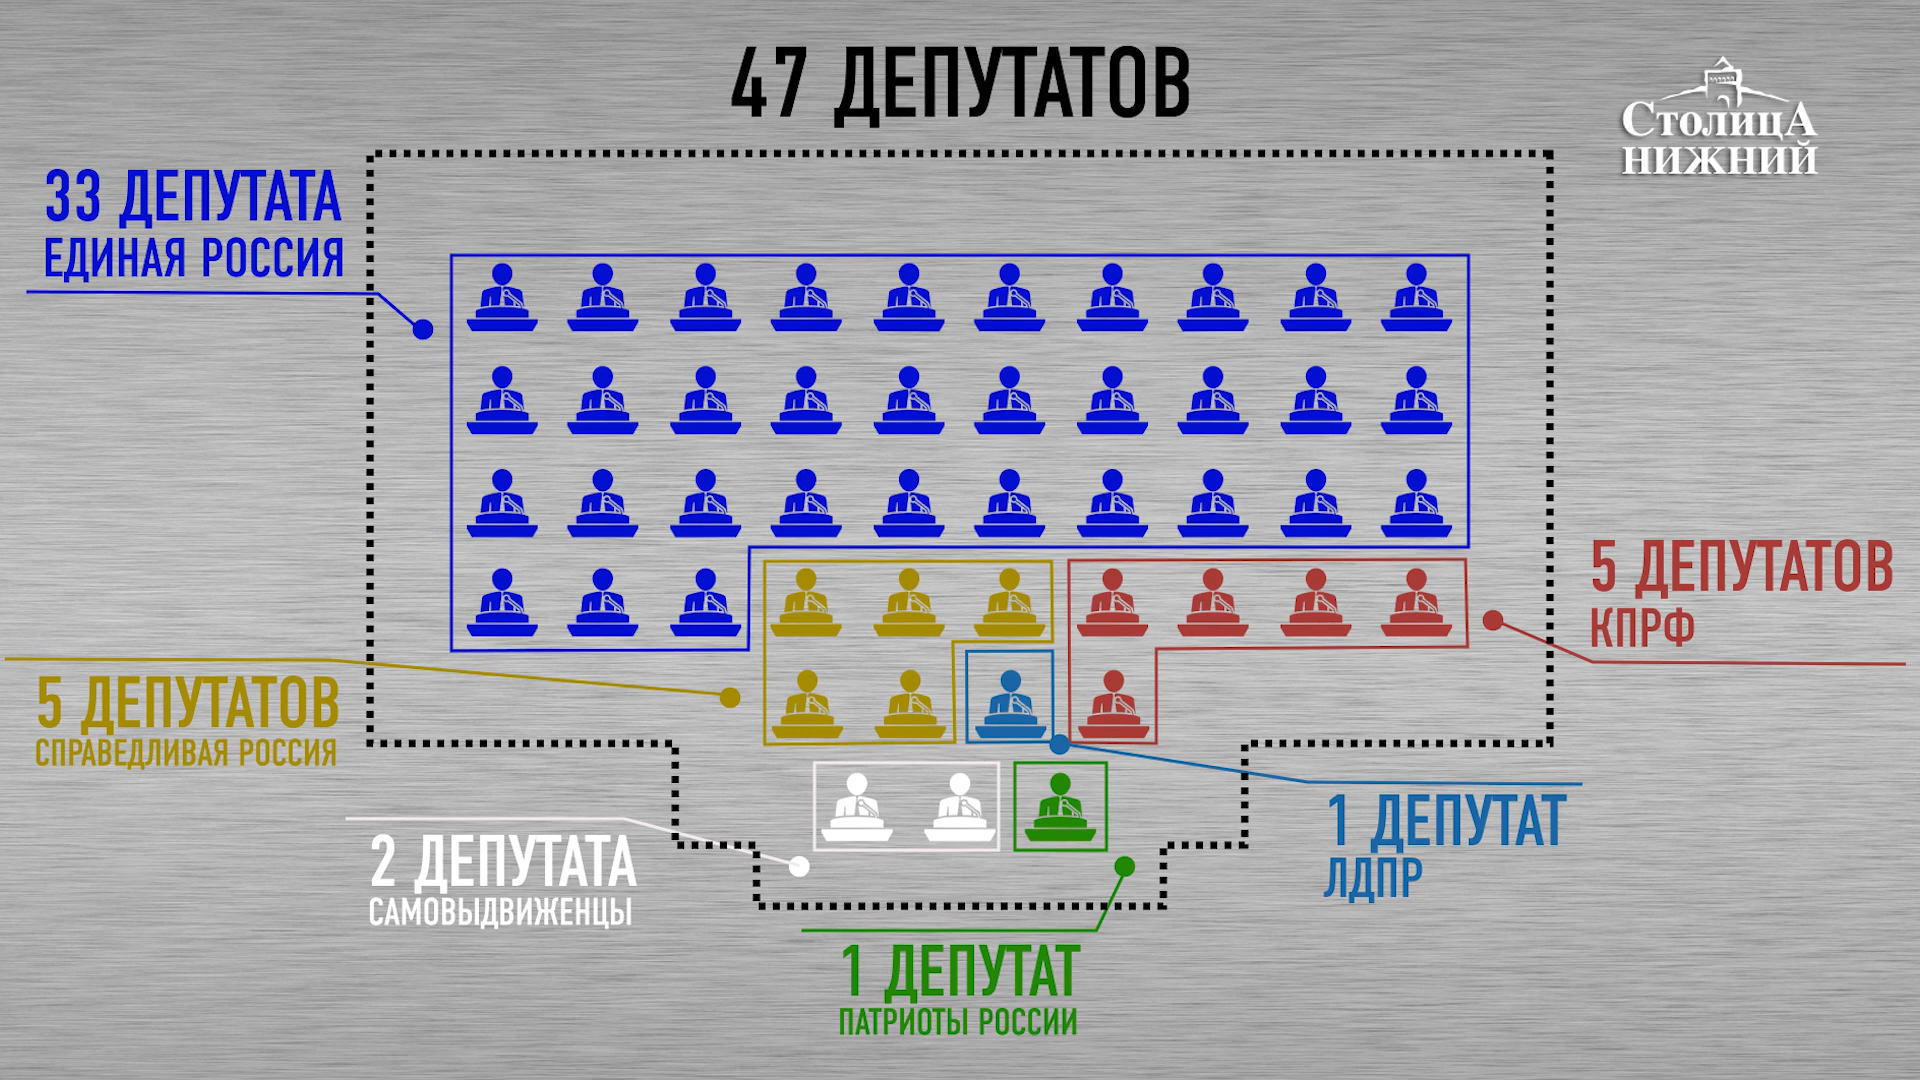 47 ДЕПУТАТОВ
СтолицА
НИЖНИЙ
33 ДЕПУТАТА
ЕДИНАЯ РОССИЯ
5 ДЕПУТАТОВ
КПРФ
5 ДЕПУТАТОВ
СПРАВЕДЛИВАЯ РОССИЯ
1 ДЕПУТАТ
ЛДПР
2 ДЕПУТАТА
САМОВЫДВИЖЕНЦЫ
1 ДЕПУТАТ
ПАТРИОТЫ РОССИИ